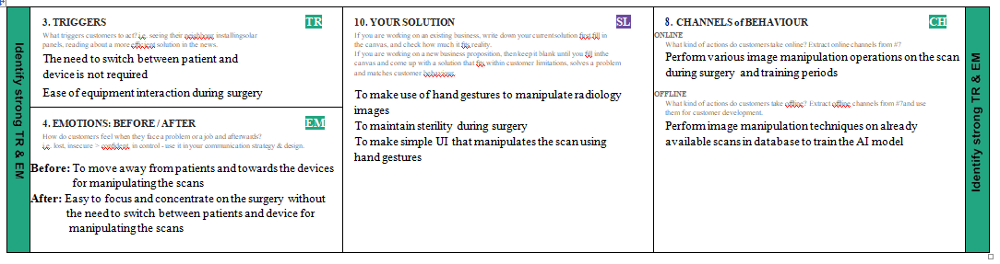 Identify strong TR & EM
3. TRIGGERS
TR
What triggers customers to act? i.e. seeing their neighbour installingsolar
panels, reading about a more efficient solution in the news.
The need to switch between patient and
device is not required
Ease of equipment interaction during surgery
4. EMOTIONS: BEFORE / AFTER
EM
How do customers feel when they face a problem or a job and afterwards?
i.e. lost, insecure > confident, in control - use it in your communication strategy & design.
Before: To move away from patients and towards the devices
for manipulating the scans
After: Easy to focus and concentrate on the surgery without
the need to switch between patients and device for
manipulating the scans
10. YOUR SOLUTION
SL
If you are working on an existing business, write down your currentsolution first, fill in
the canvas, and check how much it fits reality.
If you are working on a new business proposition, then keep it blank until you fill inthe
canvas and come up with a solution that fits within customer limitations, solves a problem
and matches customer behaviour.
To make use of hand gestures to manipulate radiology
images
To maintain sterility during surgery
To make simple UI that manipulates the scan using
hand gestures
8. CHANNELS of BEHAVIOUR
CH
ONLINE
What kind of actions do customers take online? Extract online channels from #7
Perform various image manipulation operations on the scan
during surgery and training periods
OFFLINE
What kind of actions do customers take offline? Extract offline channels from #7and use
them for customer development.
Perform image manipulation techniques on already
available scans in database to train the AI model
Identify strong TR & EM